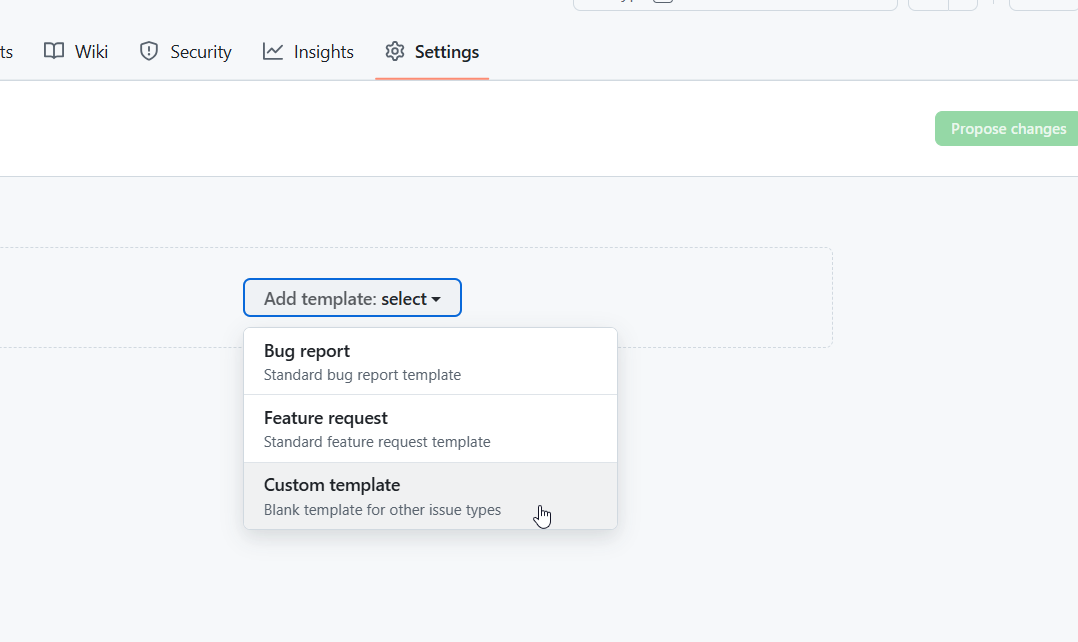 ts Wiki Security Insights Settings
Propose changes
Add template: select
Bug report
Standard bug report template
Feature request
Standard feature request template
Custom template
Blank template for other issue types